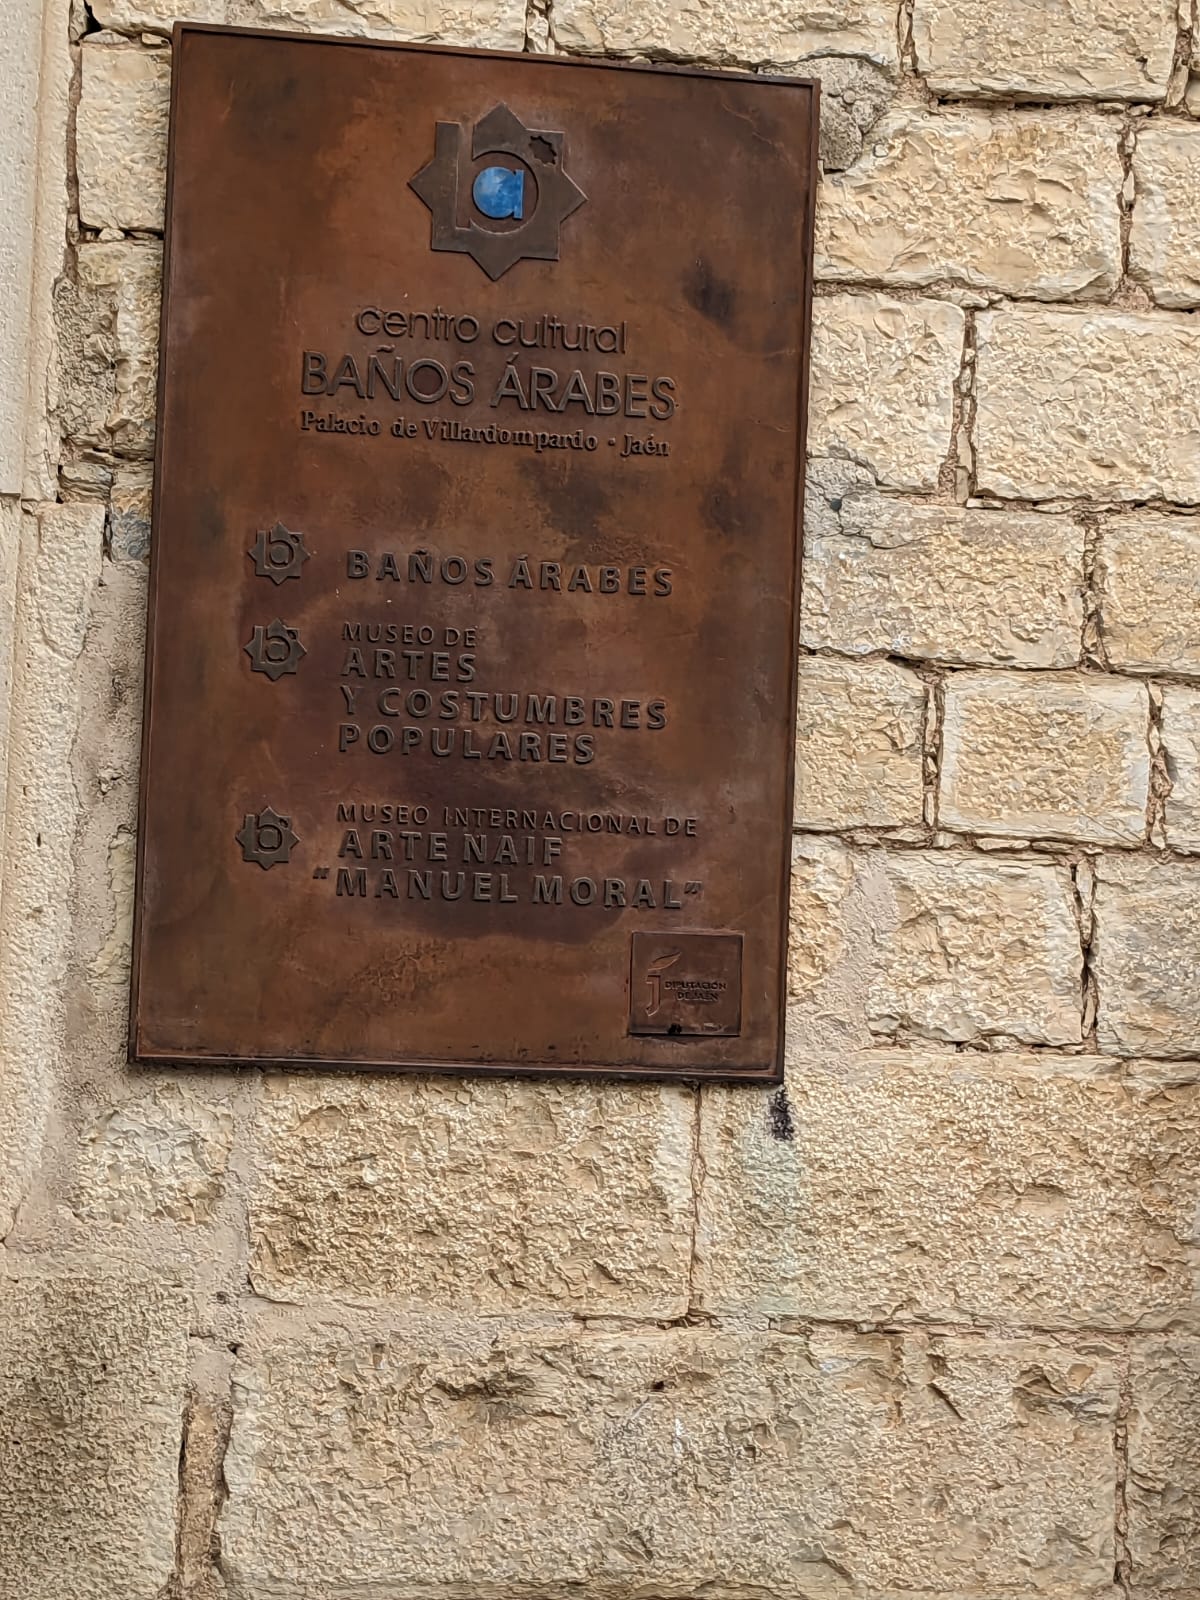 ba
centro cultural
BAÑOS ÁRABES
Palacio de Villardompardo · Jaén
BAÑOS ÁRABES
MUSEO DE
ARTES
Y COSTUMBRES
POPULARES
MUSEO INTERNACIONAL DE
ARTE NAIF
"MANUEL MORAL"
DIPUTACIÓN
DE JAÉN